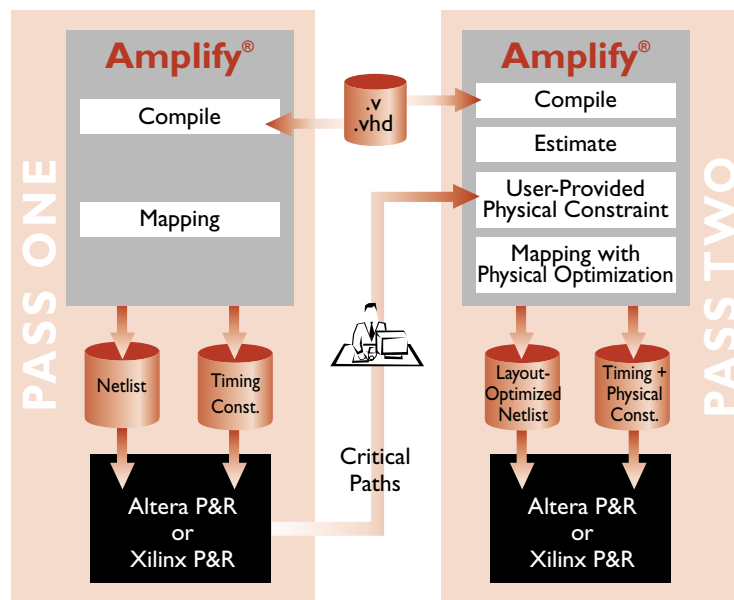 PASS ONE
Amplify®
Compile
Mapping
Netlist
Timing
Const.
Altera P&R
or
Xilinx P&R
.v
.vhd
Critical
Paths
PASS TWO
Amplify®
Compile
Estimate
User-Provided
Physical Constraint
Mapping with
Physical Optimization
Layout-
Optimized
Netlist
Timing +
Physical
Const.
Altera P&R
or
Xilinx P&R